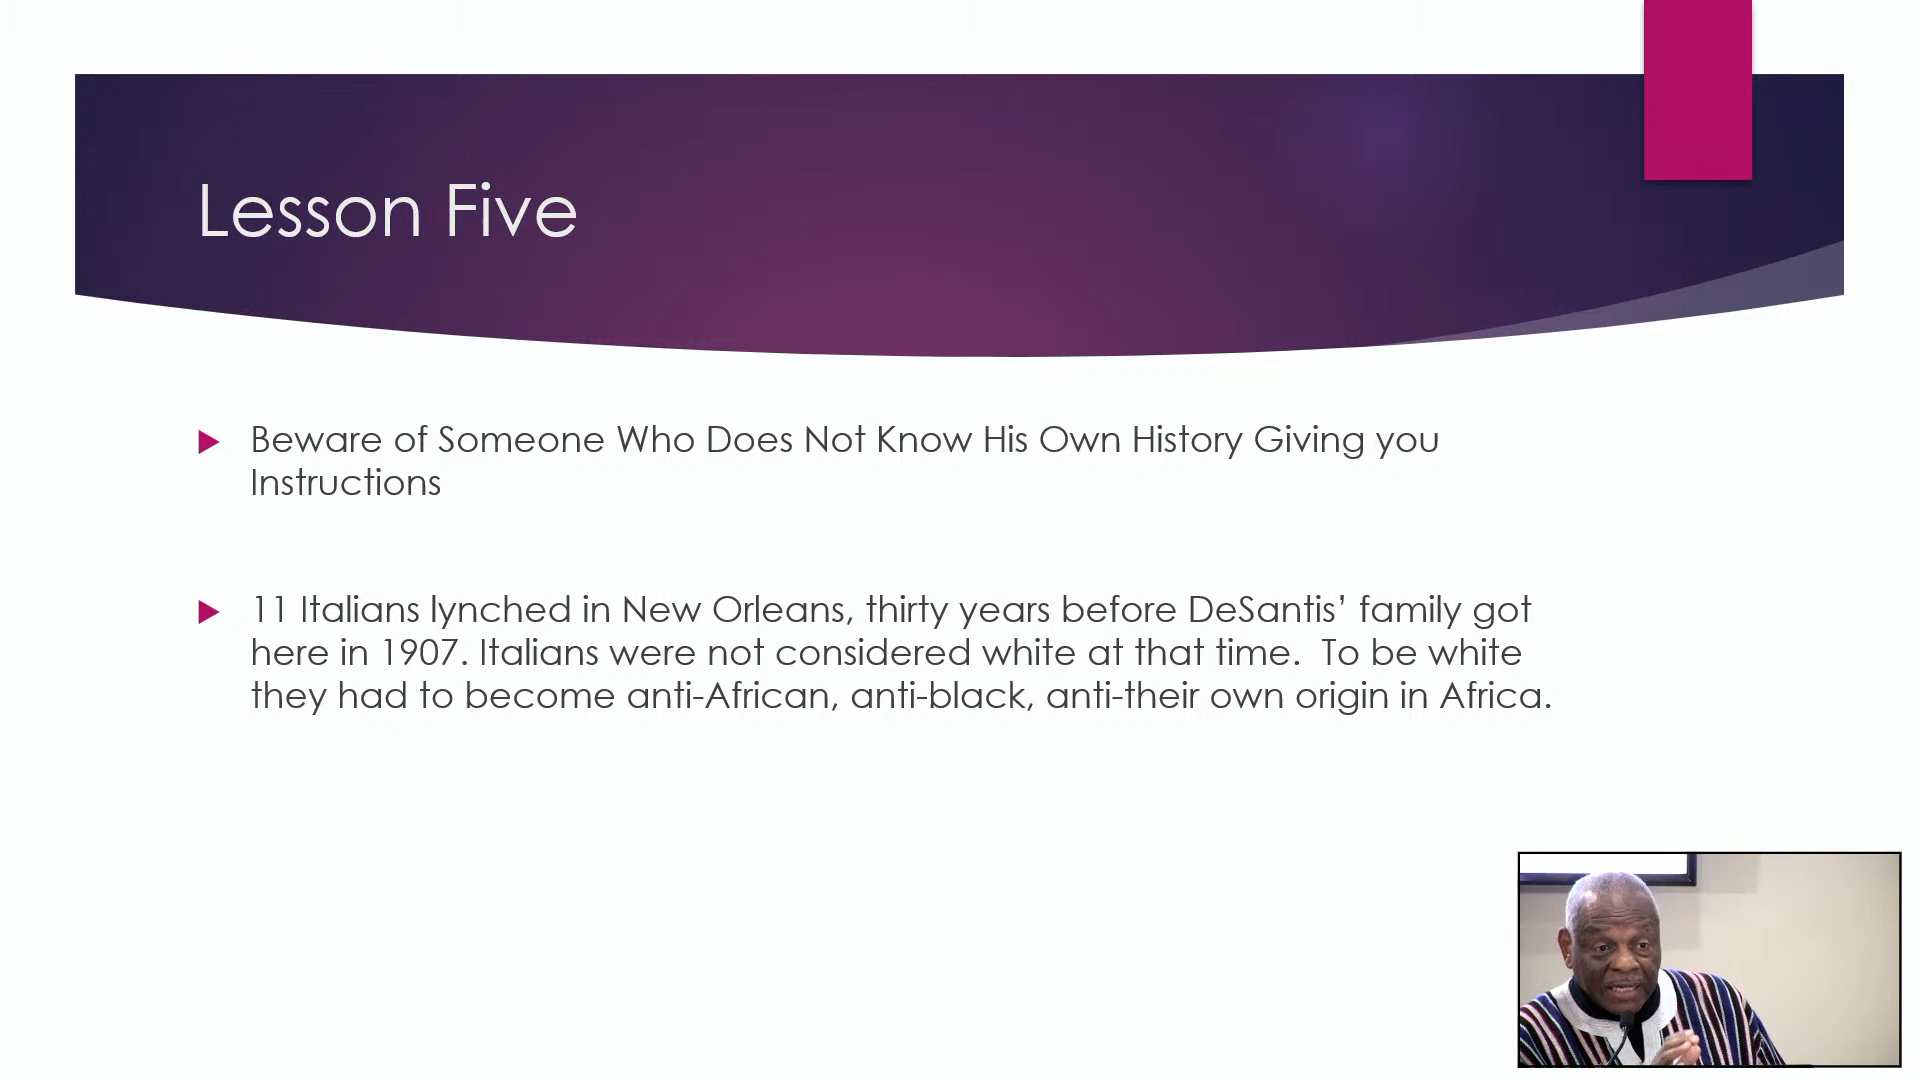 Lesson Five
Beware of Someone Who Does Not Know His Own History Giving you
Instructions
11 Italians lynched in New Orleans, thirty years before DeSantis’ family got
here in 1907. Italians were not considered white at that time.  To be white
they had to become anti-African, anti-black, anti-their own origin in Africa.